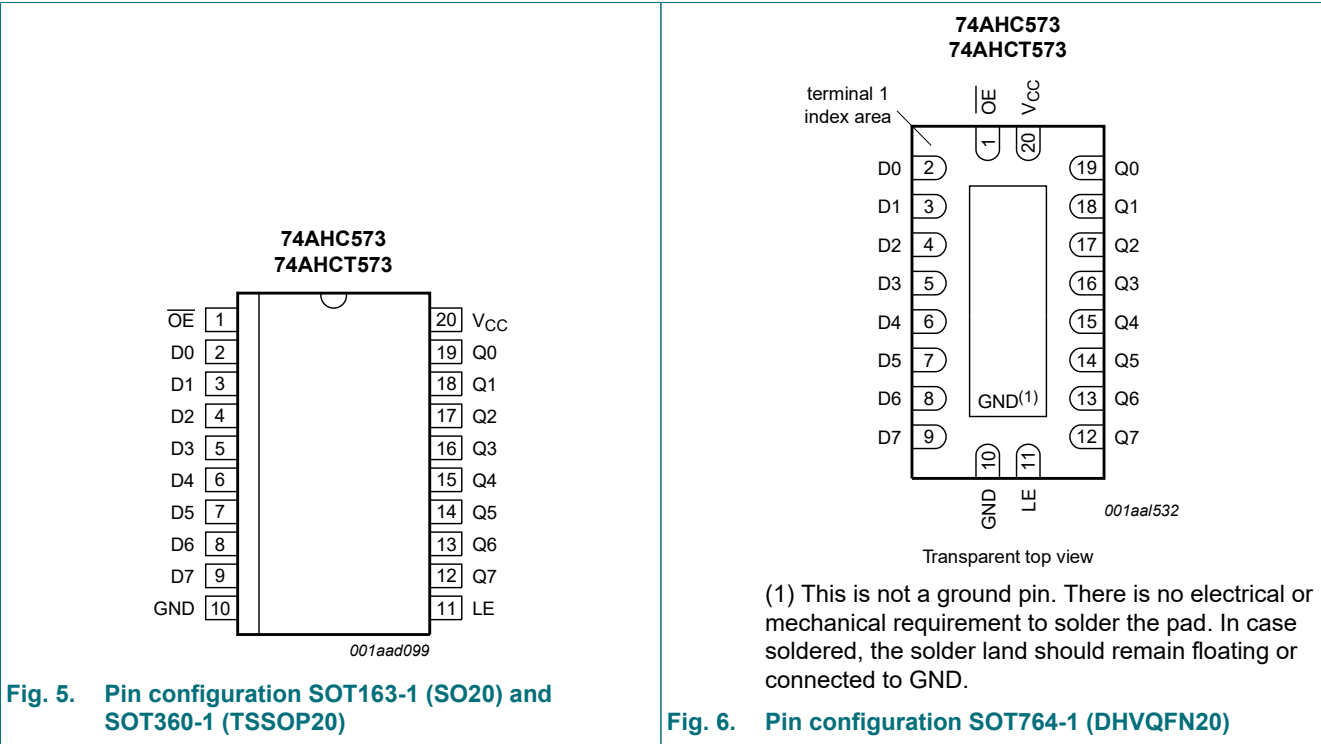 74AHC573
74AHCT573
OE 1
D0 2
D1 3
D2 4
D3 5
D4 6
D5 7
D6 8
D7 9
GND 10
20 VCC
19 Q0
18 Q1
17 Q2
16 Q3
15 Q4
14 Q5
13 Q6
12 Q7
11 LE
001aad099
Fig. 5. Pin configuration SOT163-1 (SO20) and
SOT360-1 (TSSOP20)
74AHC573
74AHCT573
terminal 1
index area
OE
VCC
1
20
D0 2
D1 3
D2 4
D3 5
D4 6
D5 7
D6 8
D7 9
19 Q0
18 Q1
17 Q2
16 Q3
15 Q4
14 Q5
13 Q6
12 Q7
GND(1)
10
11
GND
LE
001aal532
Transparent top view
(1) This is not a ground pin. There is no electrical or
mechanical requirement to solder the pad. In case
soldered, the solder land should remain floating or
connected to GND.
Fig. 6. Pin configuration SOT764-1 (DHVQFN20)